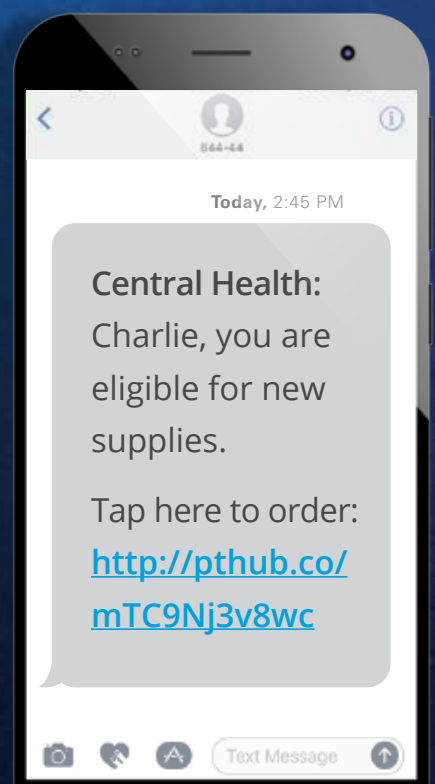 844-44
Today, 2:45 PM
Central Health:
Charlie, you are
eligible for new
supplies.
Tap here to order:
http://pthub.co/
mTC9Nj3v8wc
Text Message